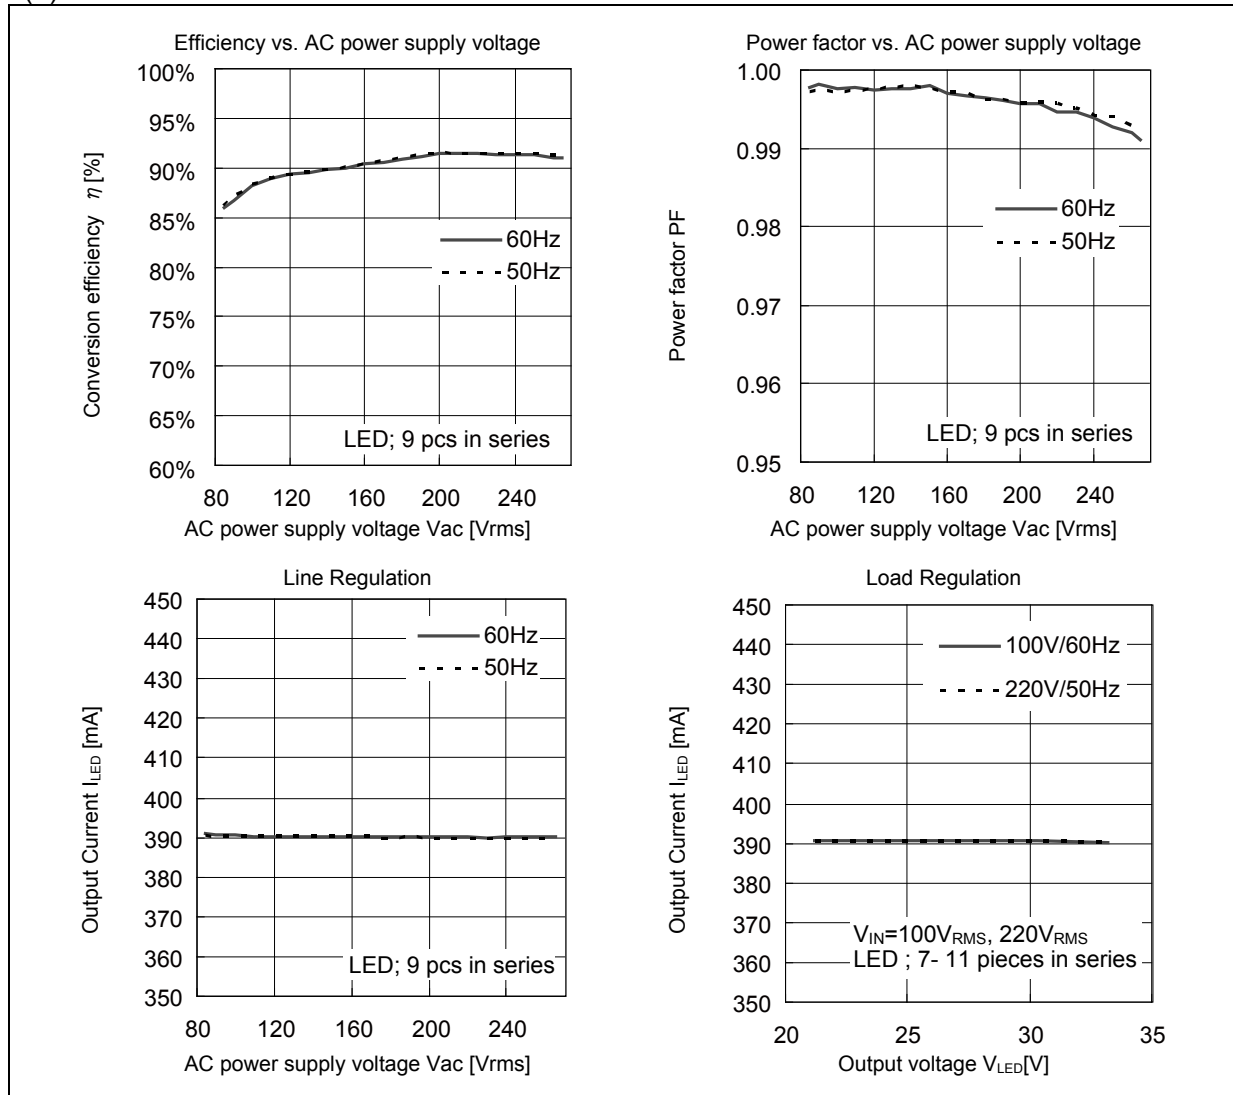 Efficiency vs. AC power supply voltage
100%
95%
90%
85%
80%
75%
70%
65%
60%
Conversion efficiency η [%]
60Hz
50Hz
LED; 9 pcs in series
80 120 160 200 240
AC power supply voltage Vac [Vrms]
Power factor vs. AC power supply voltage
1.00
0.99
0.98
0.97
0.96
0.95
Power factor PF
60Hz
50Hz
LED; 9 pcs in series
80 120 160 200 240
AC power supply voltage Vac [Vrms]
Line Regulation
450
440
430
420
410
400
390
380
370
360
350
Output Current ILED [mA]
60Hz
50Hz
LED; 9 pcs in series
80 120 160 200 240
AC power supply voltage Vac [Vrms]
Load Regulation
450
440
430
420
410
400
390
380
370
360
350
Output Current ILED [mA]
100V/60Hz
220V/50Hz
VIN=100VRMS, 220VRMS
LED ; 7- 11 pieces in series
20 25 30 35
Output voltage VLED[V]